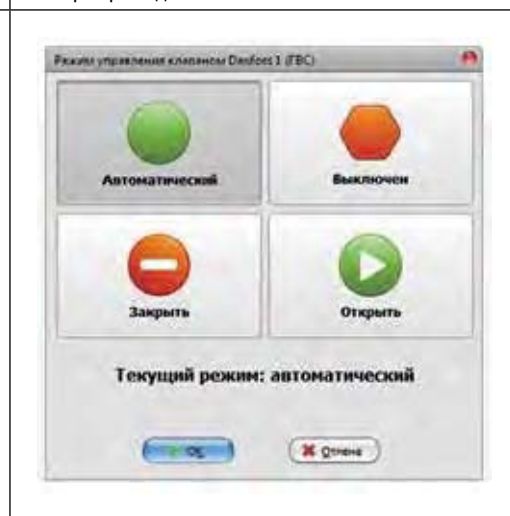 Режим управления клапаном Danfoss 1 (ГВС)
Автоматический
Выключен
Закрыть
Открыть
Текущий режим: автоматический
OK
Отмена